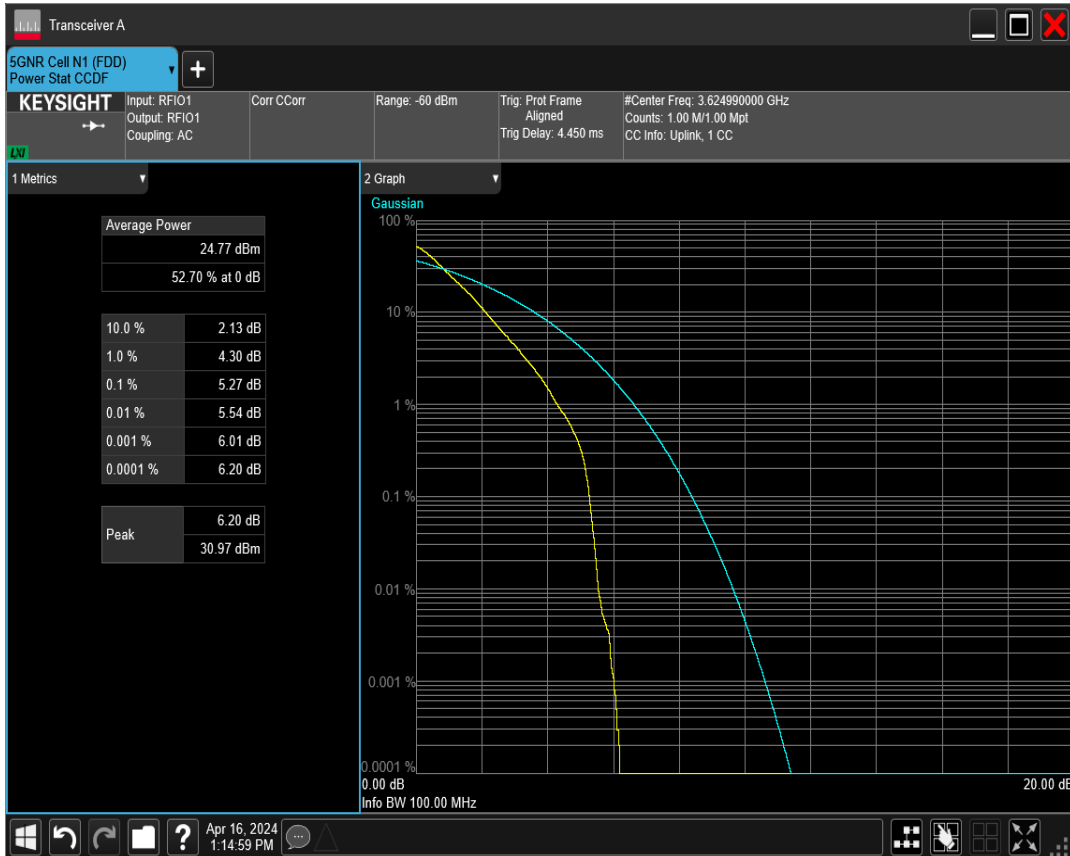 Transceiver A
5GNR Cell N1 (FDD)
Power Stat CCDF
+
KEYSIGHT
LXI
Input: RFIO1
Output: RFIO1
Coupling: AC
Corr CCorr
Range: -60 dBm
Trig: Prot Frame
Aligned
Trig Delay: 4.450 ms
#Center Freq: 3.624990000 GHz
Counts: 1.00 M/1.00 Mpt
CC Info: Uplink, 1 CC
1 Metrics
Average Power
24.77 dBm
52.70 % at 0 dB
10.0 % 2.13 dB
1.0 % 4.30 dB
0.1 % 5.27 dB
0.01 % 5.54 dB
0.001 % 6.01 dB
0.0001 % 6.20 dB
Peak 6.20 dB
30.97 dBm
2 Graph
Gaussian
100 %
10 %
1 %
0.1 %
0.01 %
0.001 %
0.0001 %
0.00 dB 20.00 dB
Info BW 100.00 MHz
?
Apr 16, 2024
1:14:59 PM